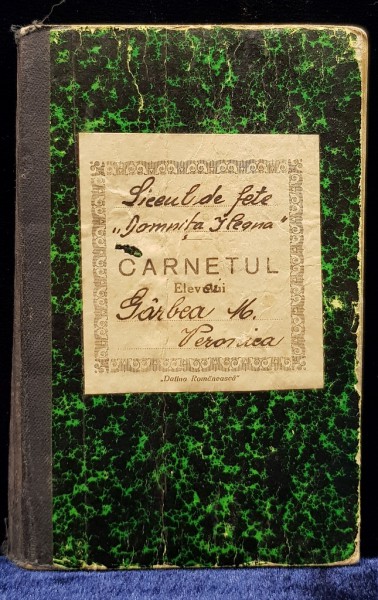 Liceul de fete
"Domnița Ileana"
CARNETUL
Elevei
Gârbea M.
Veronica
„Datina Românească"